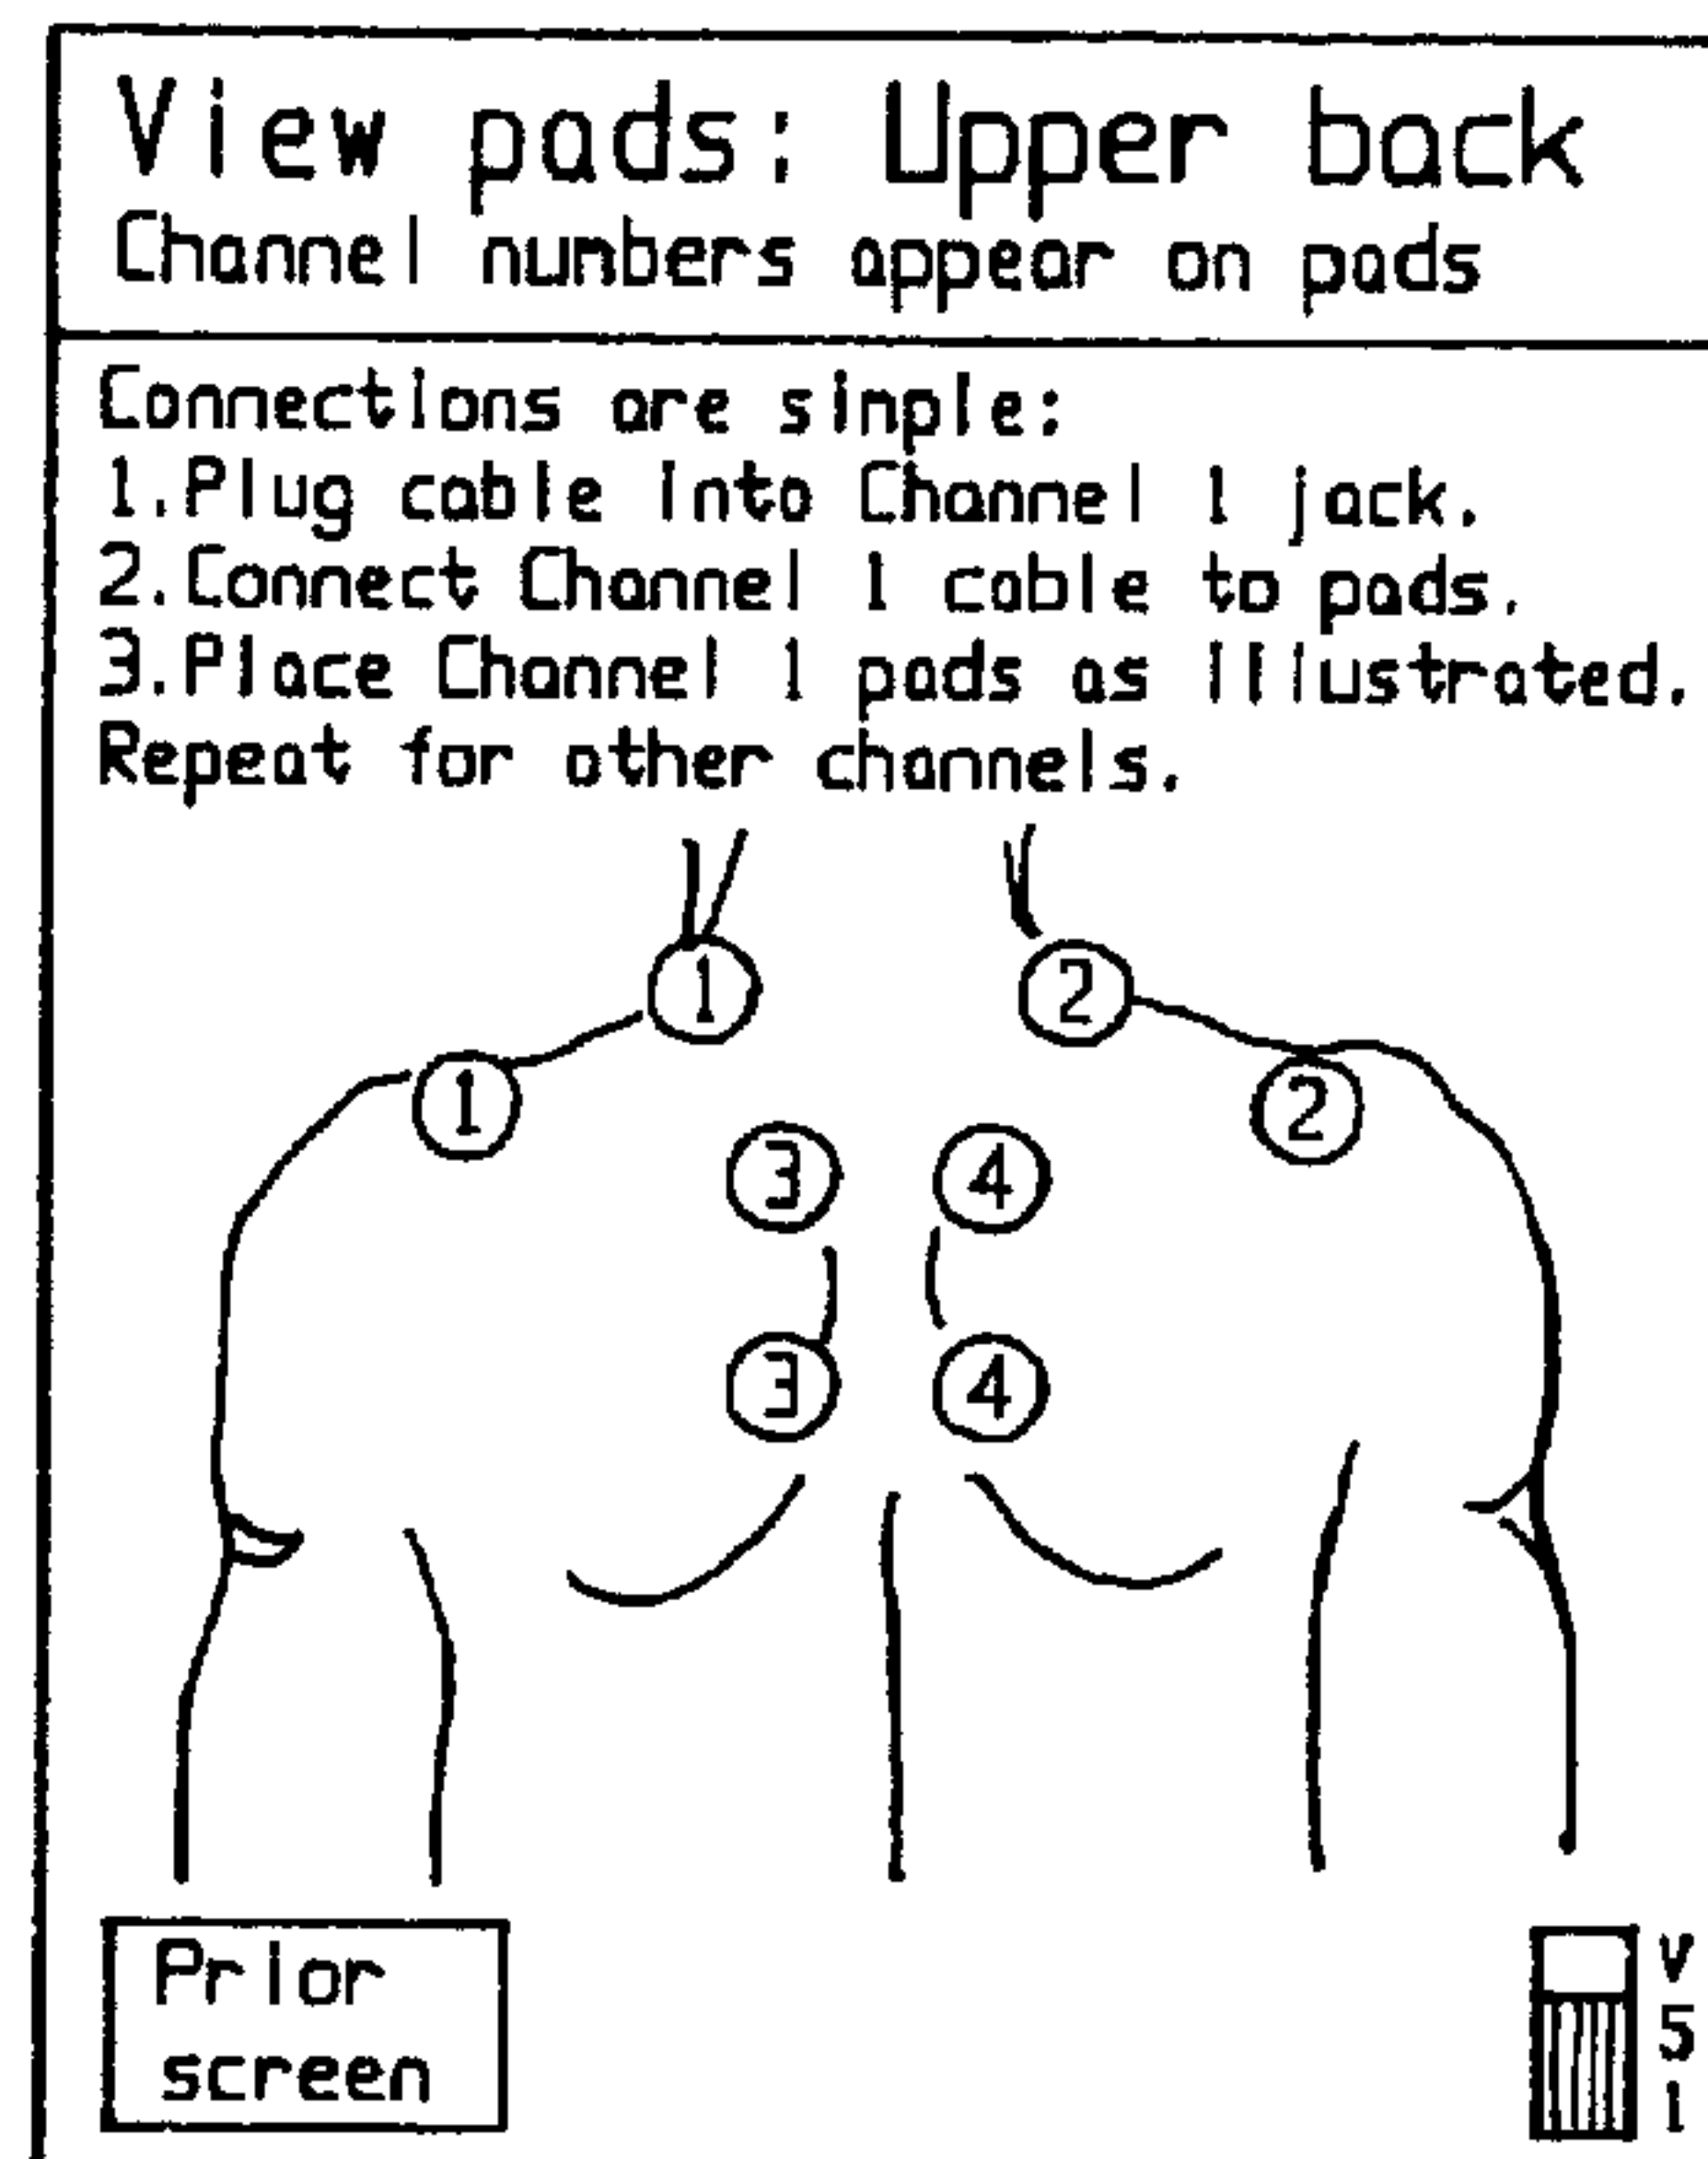 View pads: Upper back
Channel numbers appear on pads
Connections are simple:
1.Plug cable into Channel 1 jack.
2.Connect Channel 1 cable to pads.
3.Place Channel 1 pads as illustrated.
Repeat for other channels.
1 2
1 2
3 4
3 4
Prior
screen
V
5
1